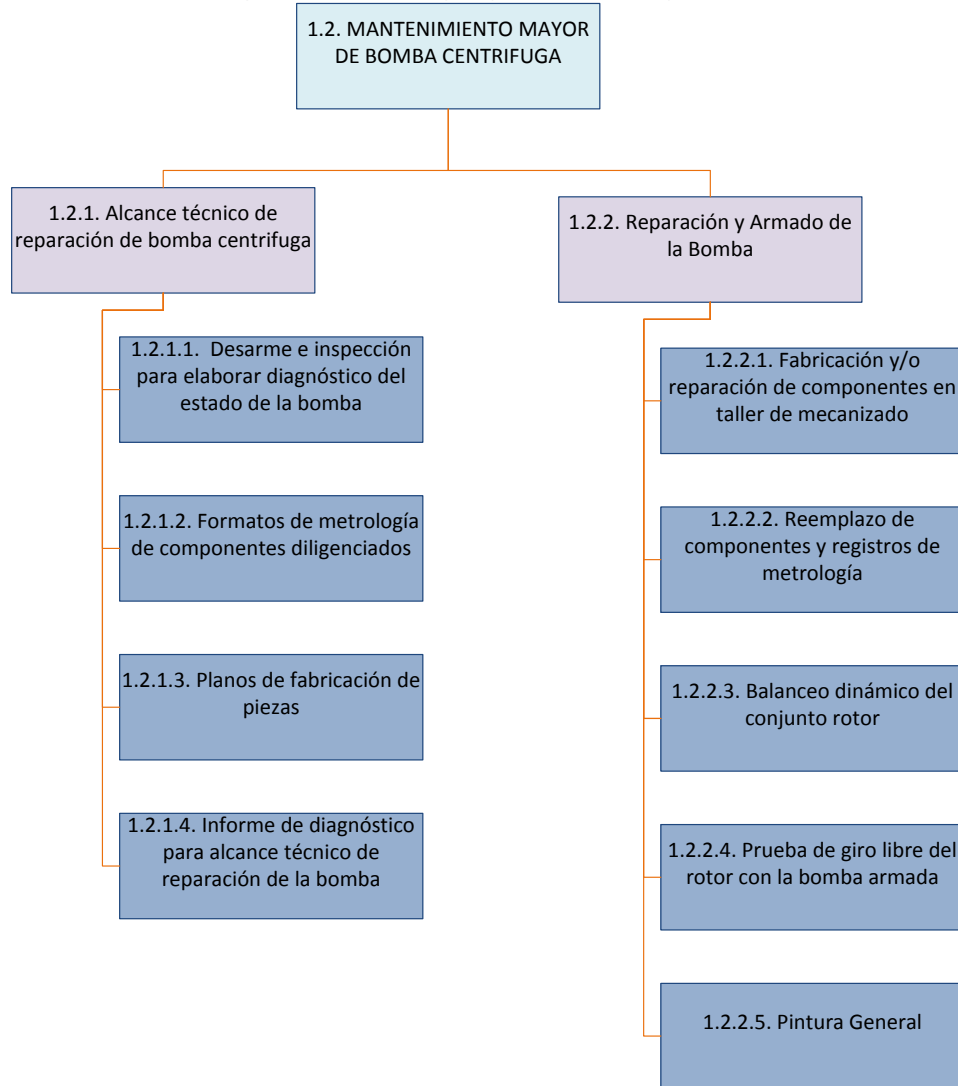 1.2. MANTENIMIENTO MAYOR
DE BOMBA CENTRIFUGA
1.2.1. Alcance técnico de
reparación de bomba centrifuga
1.2.1.1.  Desarme e inspección
para elaborar diagnóstico del
estado de la bomba
1.2.1.2. Formatos de metrología
de componentes diligenciados
1.2.1.3. Planos de fabricación de
piezas
1.2.1.4. Informe de diagnóstico
para alcance técnico de
reparación de la bomba
1.2.2. Reparación y Armado de
la Bomba
1.2.2.1. Fabricación y/o
reparación de componentes en
taller de mecanizado
1.2.2.2. Reemplazo de
componentes y registros de
metrología
1.2.2.3. Balanceo dinámico del
conjunto rotor
1.2.2.4. Prueba de giro libre del
rotor con la bomba armada
1.2.2.5. Pintura General